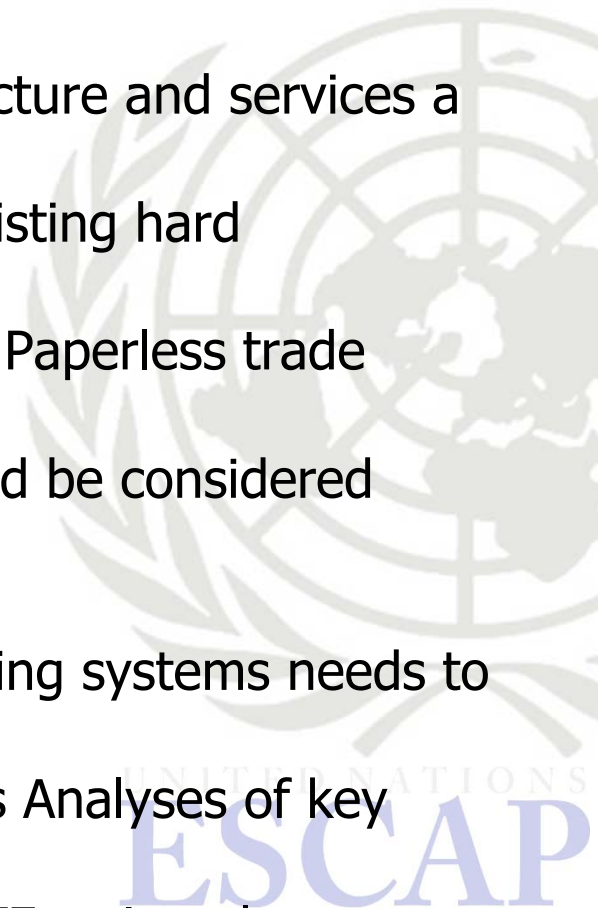 cture and services a
isting hard
Paperless trade
d be considered
ing systems needs to
s Analyses of key
UNITED NATIONS
ESCAP